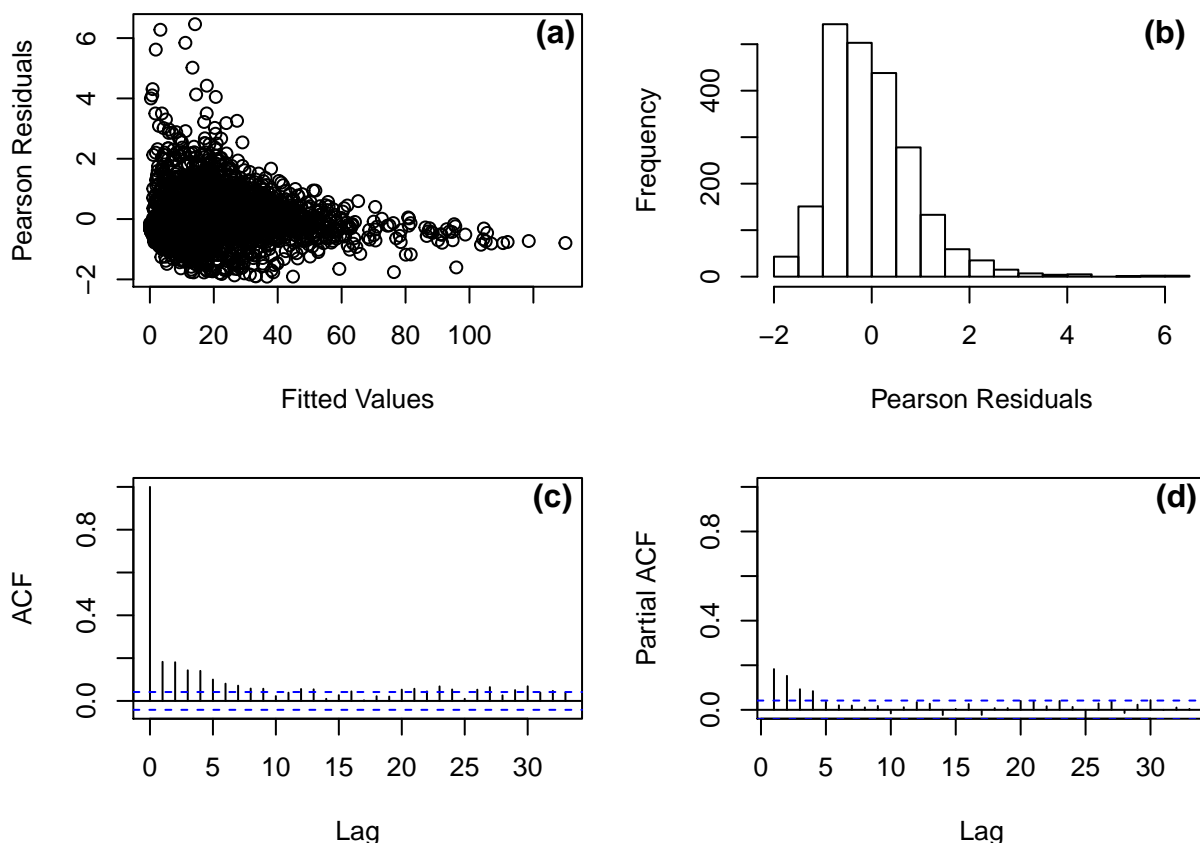 (a)
Pearson Residuals
6
4
2
0
−2
0 20 40 60 80 100
Fitted Values
(b)
Frequency
400
200
0
−2 0 2 4 6
Pearson Residuals
(c)
ACF
0.8
0.4
0.0
0 5 10 15 20 25 30
Lag
(d)
Partial ACF
0.8
0.4
0.0
0 5 10 15 20 25 30
Lag